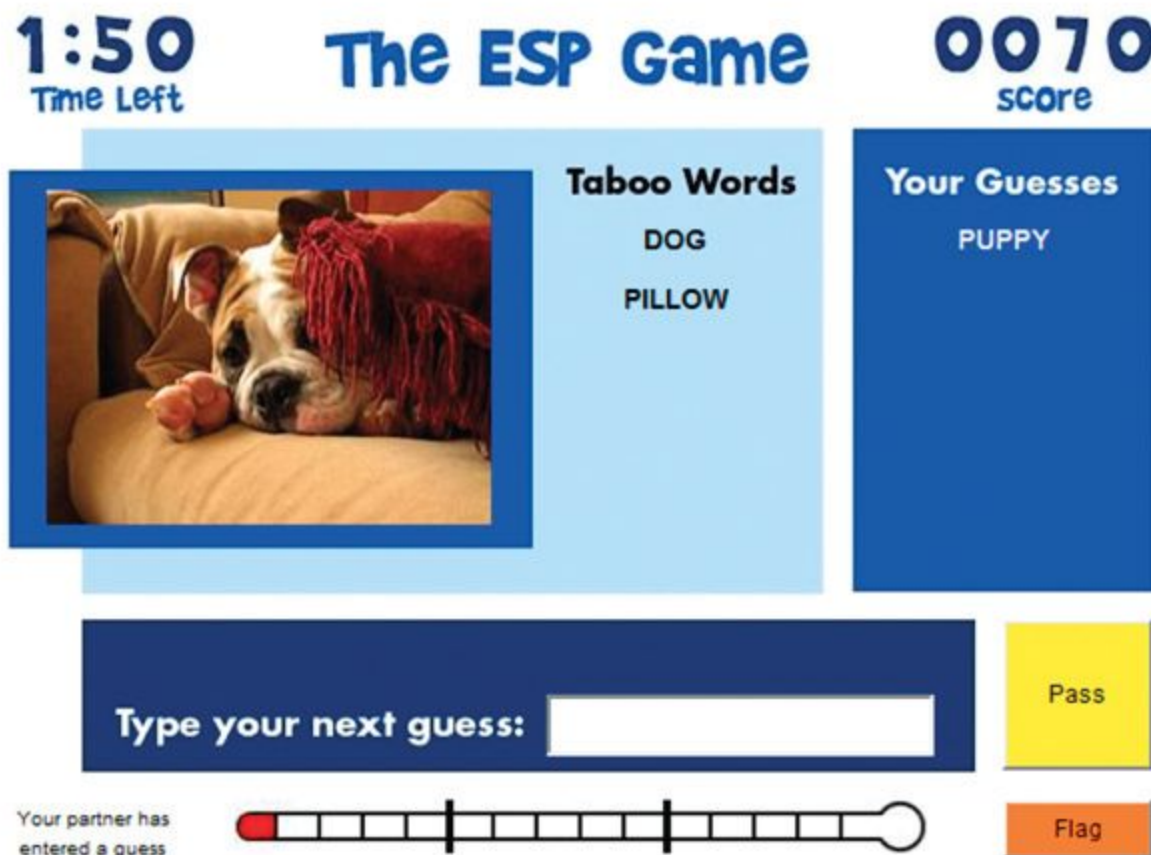 1:50
Time Left
The ESP Game
0070
score
Taboo Words
DOG
PILLOW
Your Guesses
PUPPY
Type your next guess:
Pass
Your partner has
entered a guess
Flag